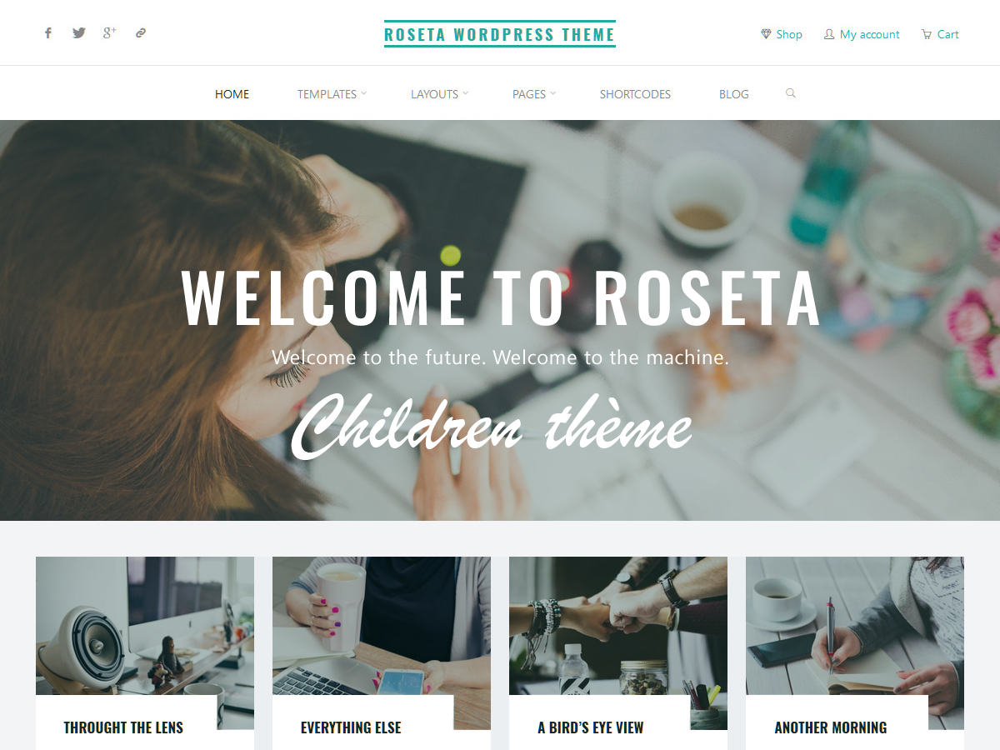 g+
ROSETA WORDPRESS THEME
Shop
My account
Cart
HOME
TEMPLATES
LAYOUTS
PAGES
SHORTCODES
BLOG
WELCOME TO ROSETA
Welcome to the future. Welcome to the machine.
Children thème
THROUGHT THE LENS
EVERYTHING ELSE
A BIRD’S EYE VIEW
ANOTHER MORNING